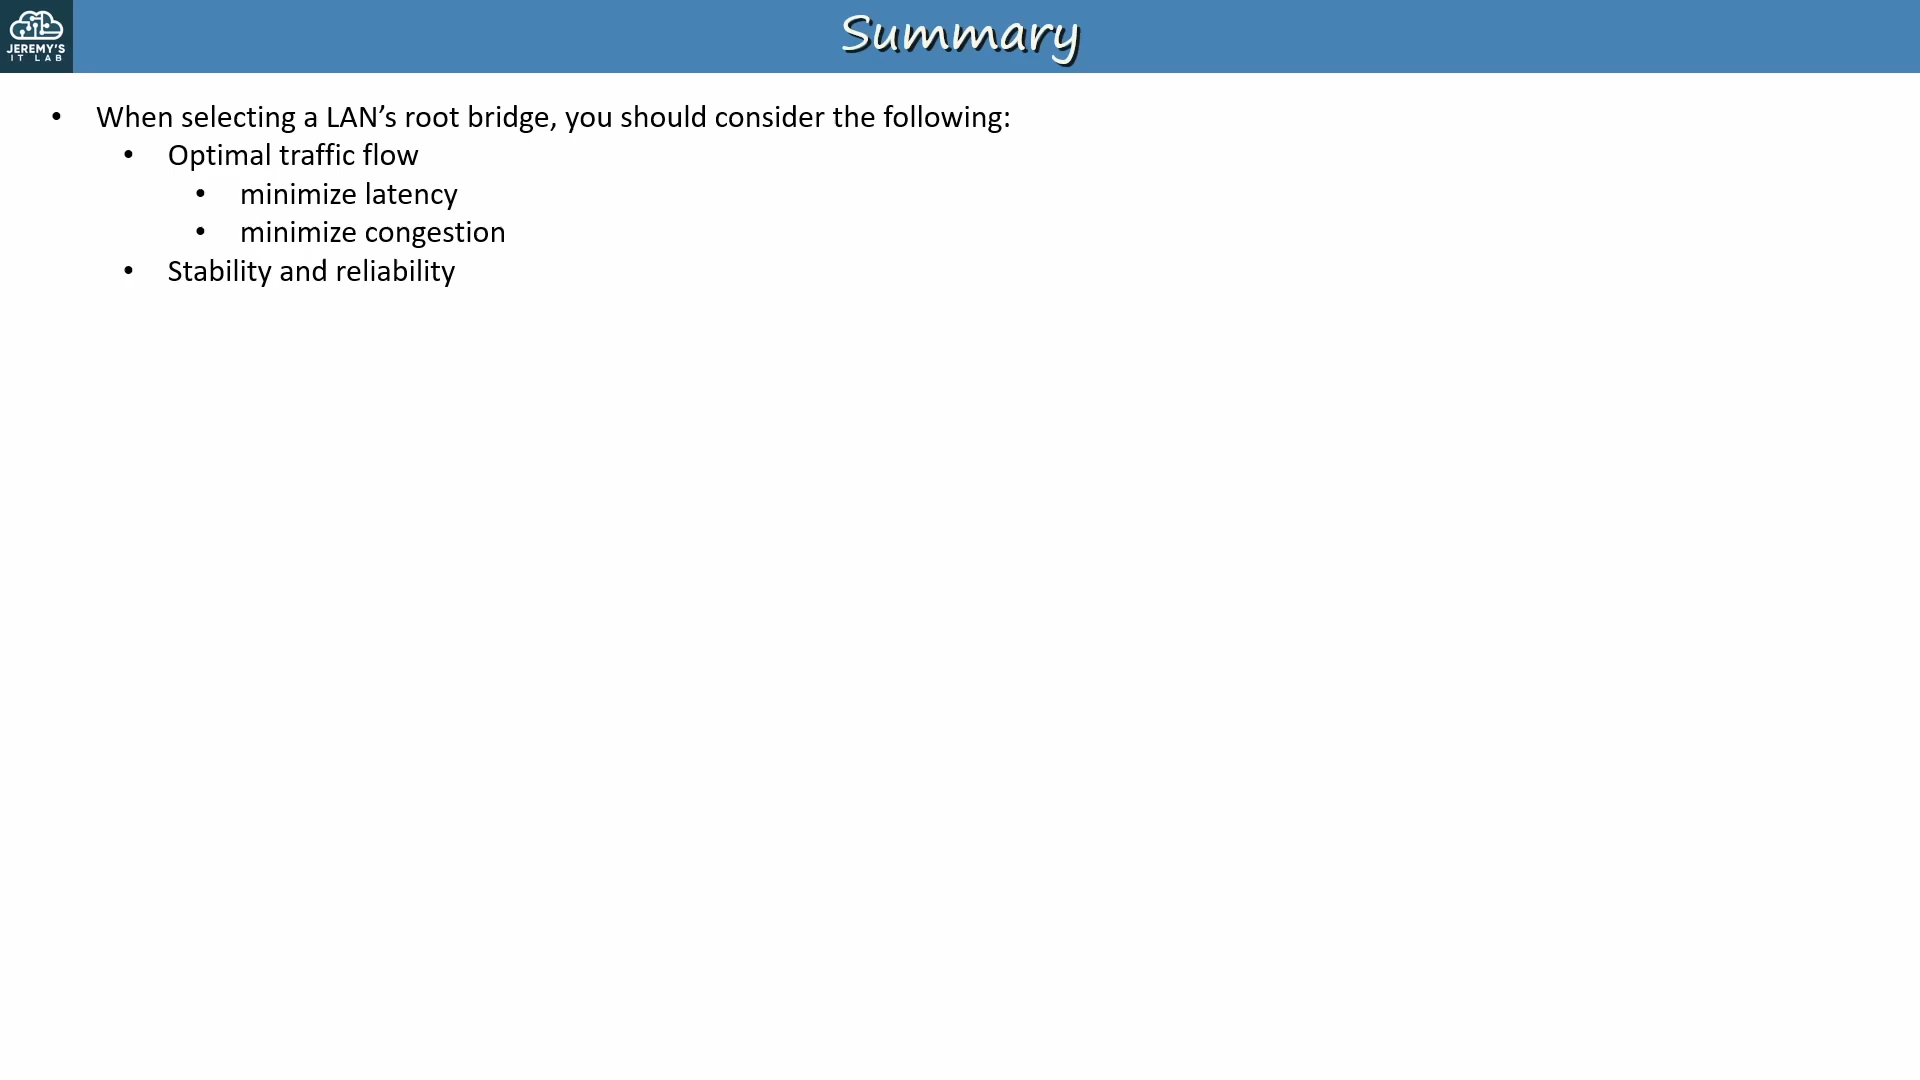 JEREMY'S
IT LAB
Summary
• When selecting a LAN’s root bridge, you should consider the following:
• Optimal traffic flow
• minimize latency
• minimize congestion
• Stability and reliability